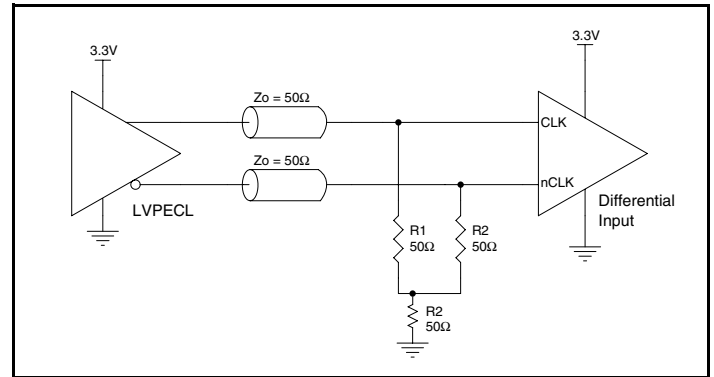 3.3V
3.3V
Zo = 50Ω
CLK
Zo = 50Ω
nCLK
LVPECL
Differential
Input
R1
50Ω
R2
50Ω
R2
50Ω